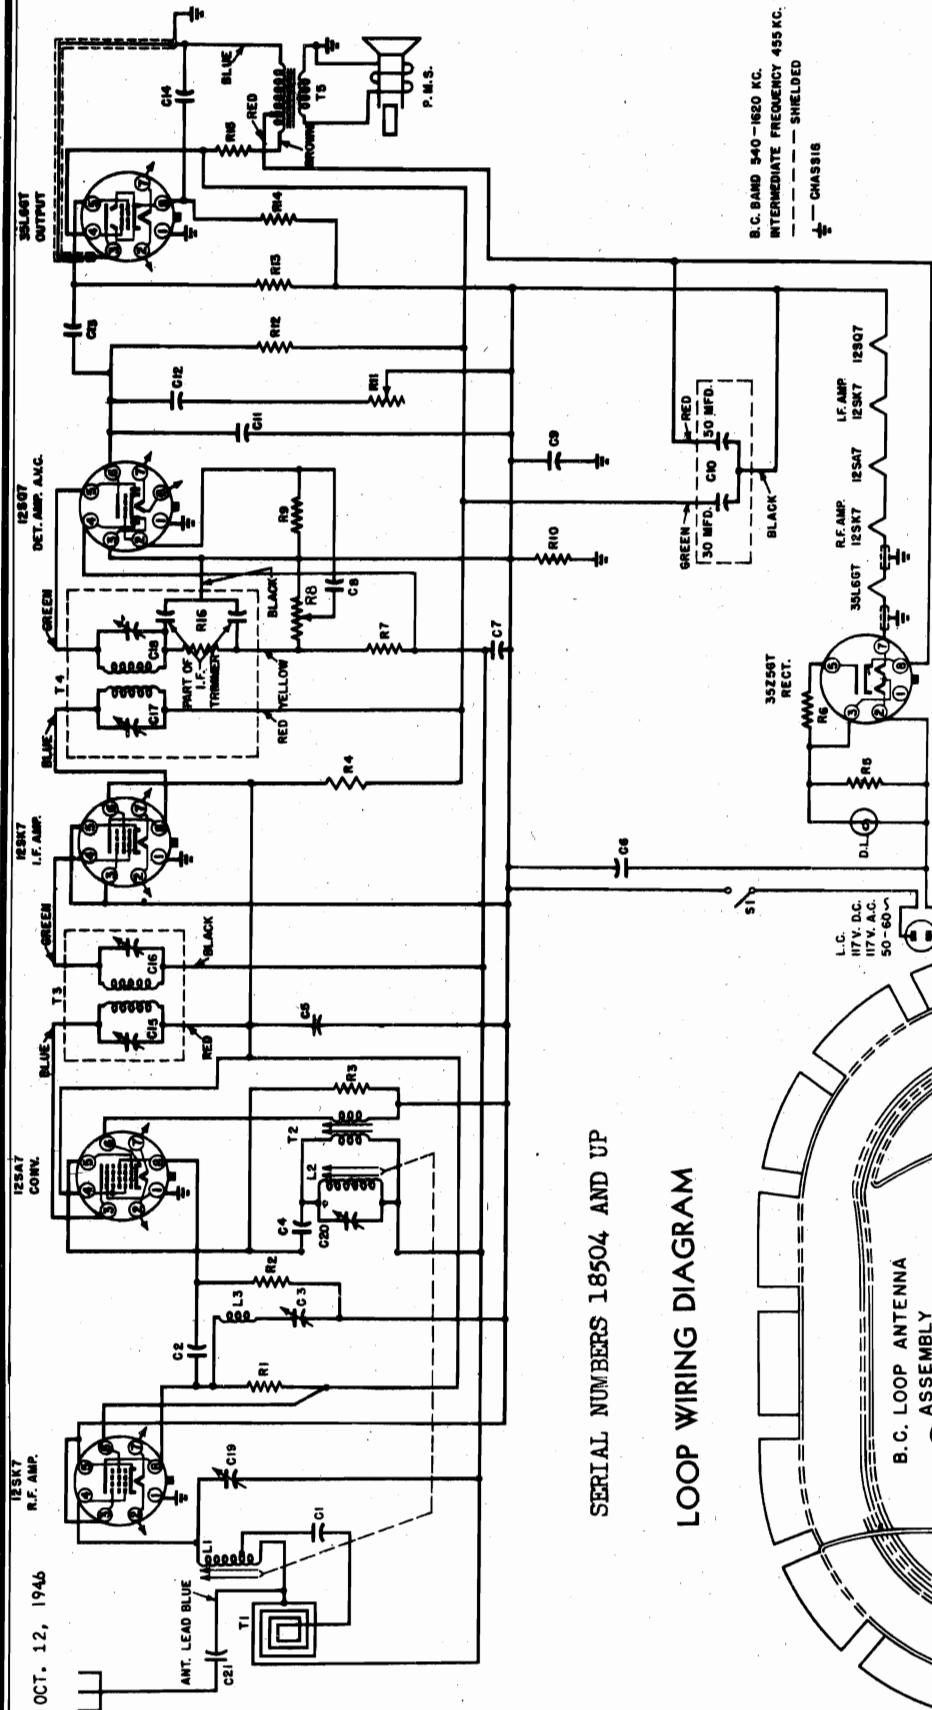 OCT. 12, 1946
12SK7
R.F. AMP.
12SA7
CONV.
12SK7
I.F. AMP.
12SQ7
DET. AMP. A.V.C.
35L6GT
OUTPUT
ANT. LEAD BLUE
C21
T1
L1
C1
C19
R1
C2
L3
C3
R2
C4
C20
L2
T2
R3
BLUE
T3
GREEN
C15
C16
RED
BLACK
C5
R4
BLUE
T4
GREEN
C17
C18
R16
PART OF
I.F.
TRIMMER
RED
YELLOW
BLACK
R7
R8
R9
C8
C7
R10
C9
C11
C12
R11
R12
C13
R13
R14
R15
C14
BLUE
RED
BROWN
T5
P.M.S.
GREEN
RED
30 MFD.
C10
50 MFD.
BLACK
B.C. BAND 540-1620 KC.
INTERMEDIATE FREQUENCY 455 KC.
SHIELDED
CHASSIS
C6
S1
L.C.
117 V. D.C.
117 V. A.C.
50-60~
D.L.
R5
R6
35Z5GT
RECT.
35L6GT
R.F. AMP.
12SK7
12SA7
I.F. AMP.
12SK7
12SQ7
SERIAL NUMBERS 18504 AND UP
LOOP WIRING DIAGRAM
B.C. LOOP ANTENNA
ASSEMBLY